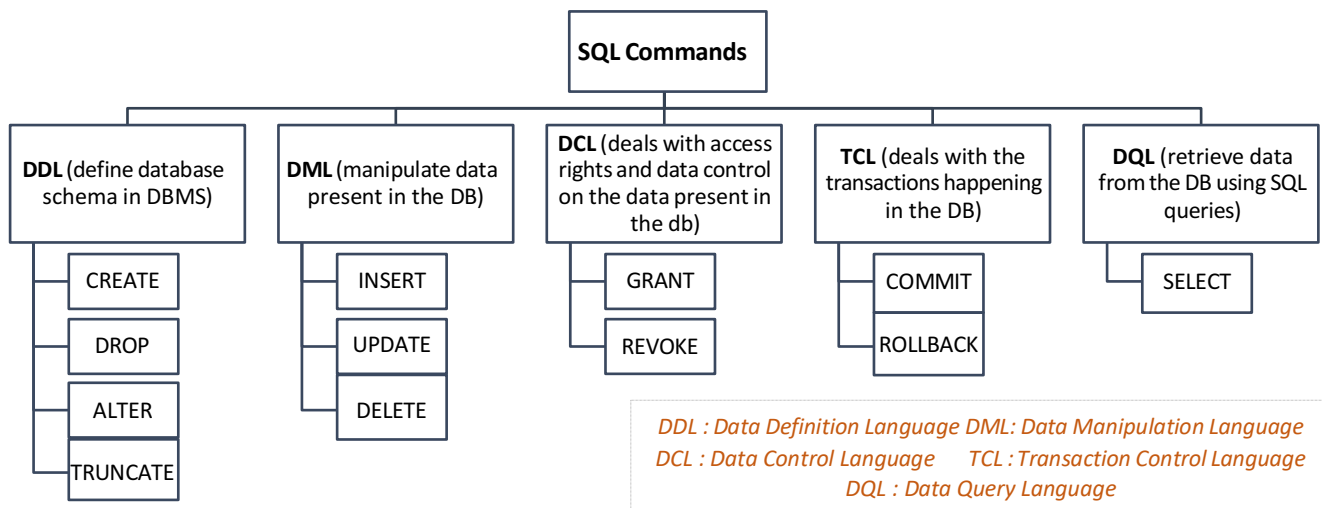 SQL Commands
DDL (define database
schema in DBMS)
DML (manipulate data
present in the DB)
DCL (deals with access
rights and data control
on the data present in
the db)
TCL (deals with the
transactions happening
in the DB)
DQL (retrieve data
from the DB using SQL
queries)
CREATE
DROP
ALTER
TRUNCATE
INSERT
UPDATE
DELETE
GRANT
REVOKE
COMMIT
ROLLBACK
SELECT
DDL : Data Definition Language DML: Data Manipulation Language
DCL : Data Control Language TCL : Transaction Control Language
DQL : Data Query Language